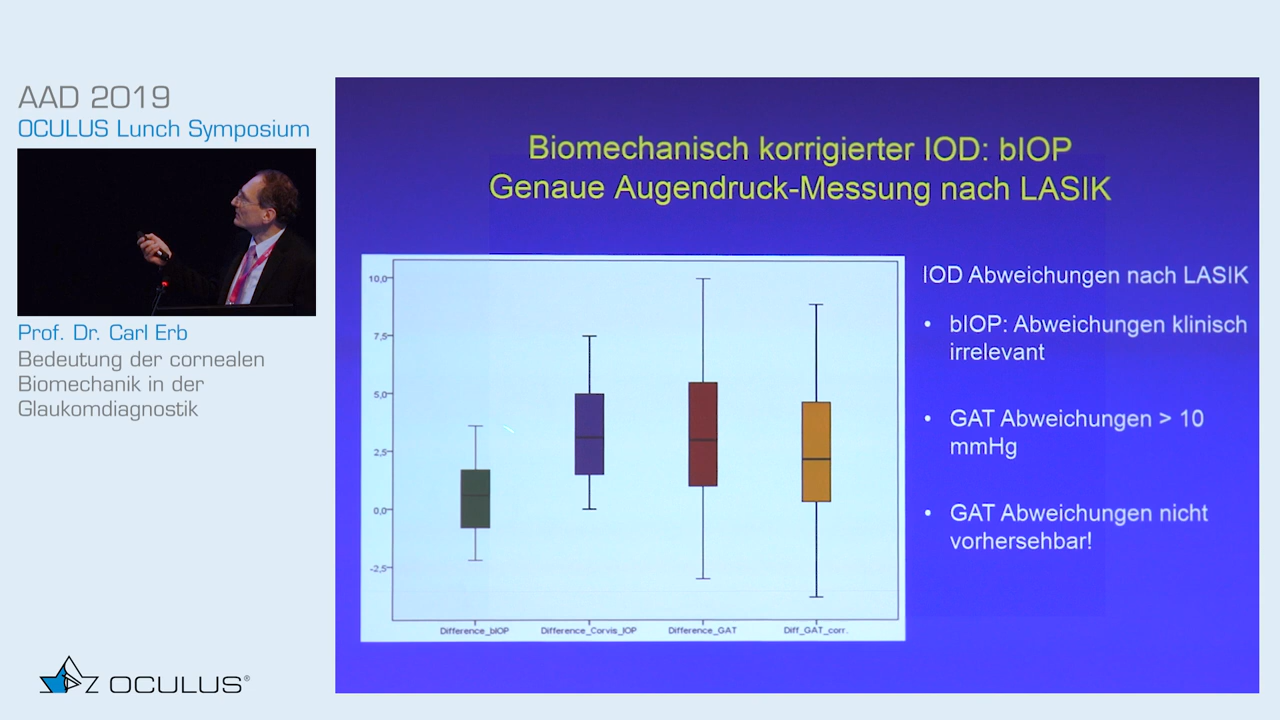 AAD 2019
OCULUS Lunch Symposium
Prof. Dr. Carl Erb
Bedeutung der cornealen
Biomechanik in der
Glaukomdiagnostik
OCULUS®
Biomechanisch korrigierter IOD: bIOP
Genaue Augendruck-Messung nach LASIK
10,0
7,5
5,0
2,5
0,0
-2,5
Difference_bIOP
Difference_Corvis_IOP
Difference_GAT
Diff_GAT_corr.
IOD Abweichungen nach LASIK
• bIOP: Abweichungen klinisch
irrelevant
• GAT Abweichungen > 10
mmHg
• GAT Abweichungen nicht
vorhersehbar!